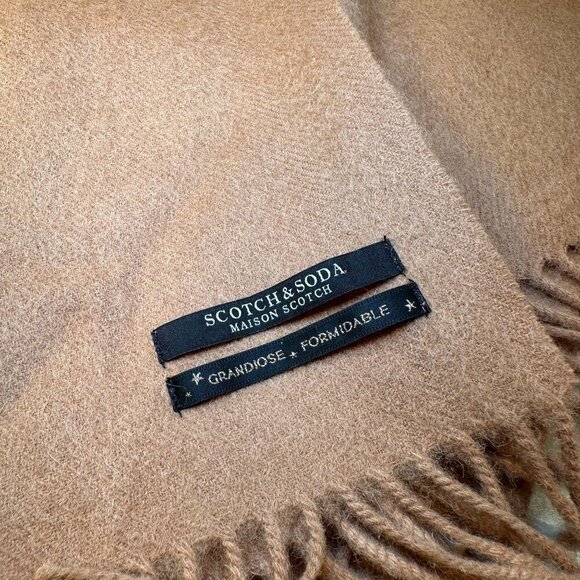 SCOTCH & SODA
MAISON SCOTCH
GRANDIOSE FORMIDABLE